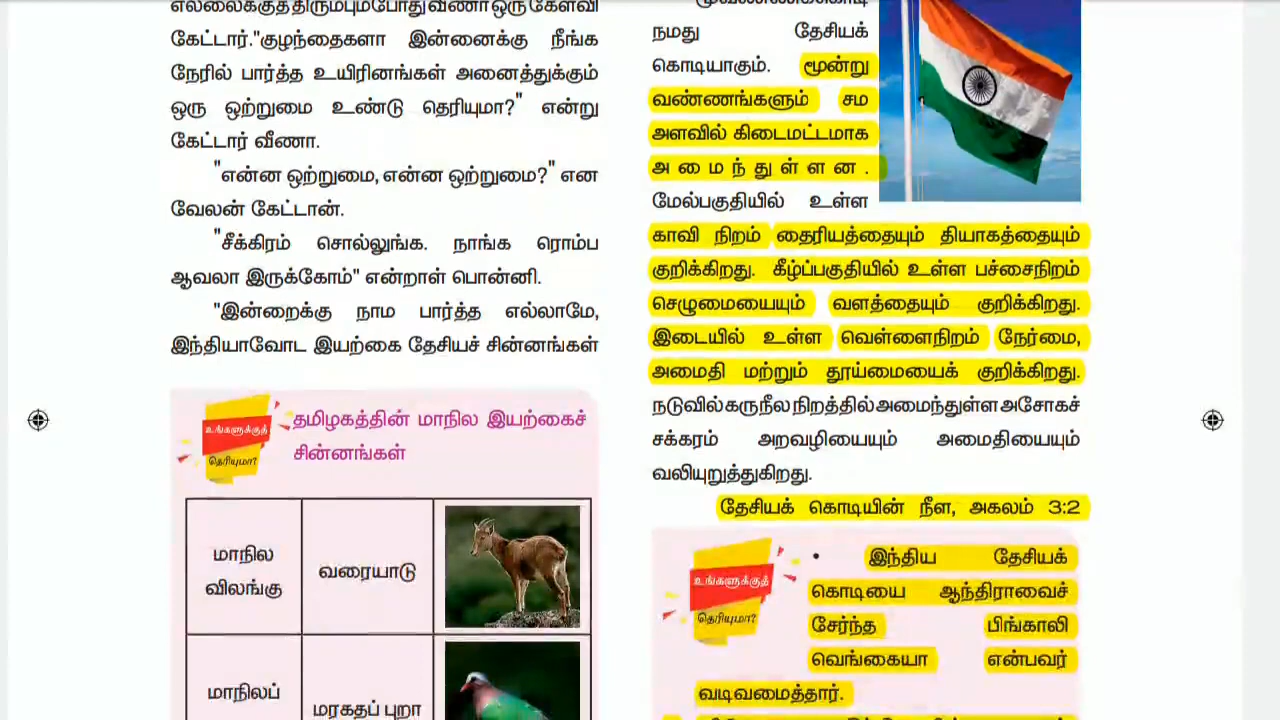 எல்லைக்குத் திரும்பும்போது வீணா ஒரு கேள்வி
கேட்டார்."குழந்தைகளா இன்னைக்கு நீங்க
நேரில் பார்த்த உயிரினங்கள் அனைத்துக்கும்
ஒரு ஒற்றுமை உண்டு தெரியுமா?" என்று
கேட்டார் வீணா.
"என்ன ஒற்றுமை, என்ன ஒற்றுமை?" என
வேலன் கேட்டான்.
"சீக்கிரம் சொல்லுங்க. நாங்க ரொம்ப
ஆவலா இருக்கோம்" என்றாள் பொன்னி.
"இன்றைக்கு நாம பார்த்த எல்லாமே,
இந்தியாவோட இயற்கை தேசியச் சின்னங்கள்
உங்களுக்குத்
தெரியுமா?
தமிழகத்தின் மாநில இயற்கைச்
சின்னங்கள்
மாநில
விலங்கு
வரையாடு
மாநிலப்
மரகதப் புறா
மூவண்ணக்கொடி
நமது தேசியக்
கொடியாகும். மூன்று
வண்ணங்களும் சம
அளவில் கிடைமட்டமாக
அமைந்துள்ளன.
மேல்பகுதியில் உள்ள
காவி நிறம் தைரியத்தையும் தியாகத்தையும்
குறிக்கிறது. கீழ்ப்பகுதியில் உள்ள பச்சைநிறம்
செழுமையையும் வளத்தையும் குறிக்கிறது.
இடையில் உள்ள வெள்ளைநிறம் நேர்மை,
அமைதி மற்றும் தூய்மையைக் குறிக்கிறது.
நடுவில் கருநீல நிறத்தில் அமைந்துள்ள அசோகச்
சக்கரம் அறவழியையும் அமைதியையும்
வலியுறுத்துகிறது.
தேசியக் கொடியின் நீள, அகலம் 3:2
உங்களுக்குத்
தெரியுமா?
• இந்திய தேசியக்
கொடியை ஆந்திராவைச்
சேர்ந்த பிங்காலி
வெங்கையா என்பவர்
வடிவமைத்தார்.